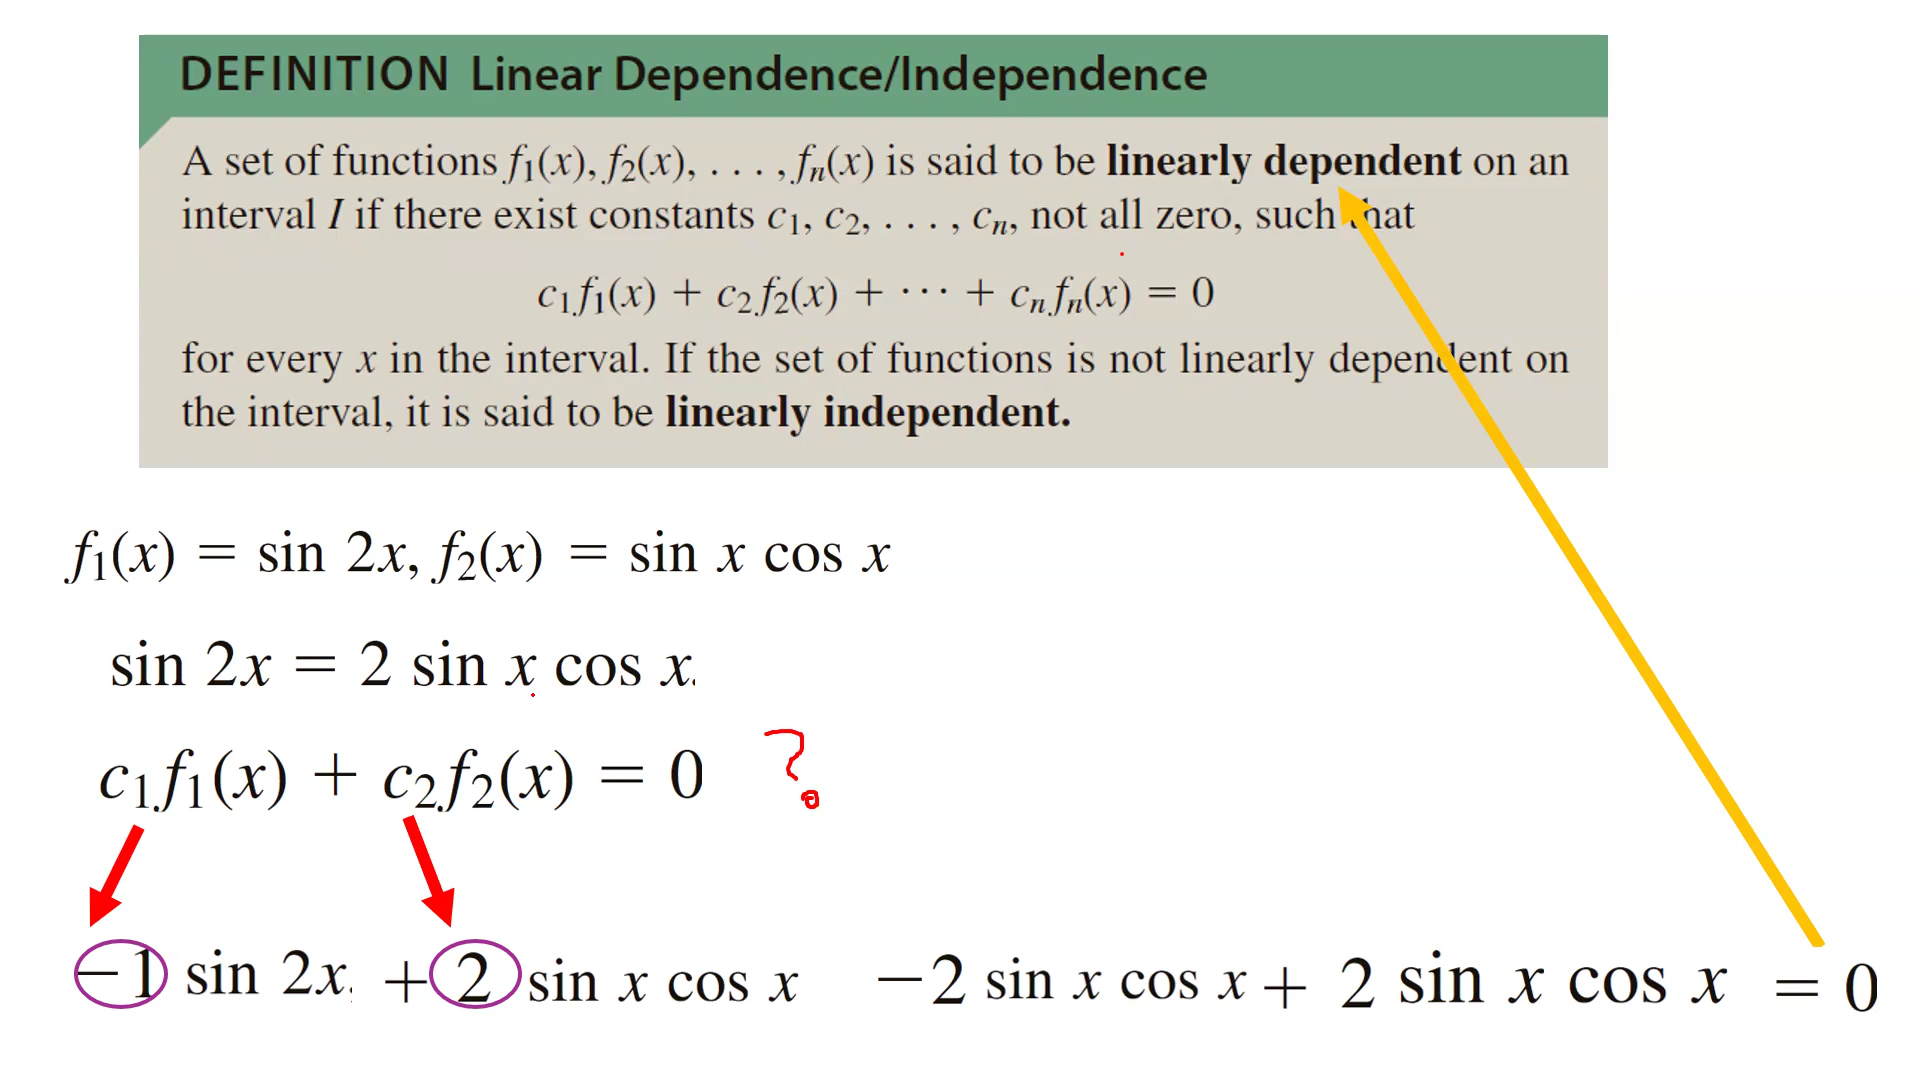 DEFINITION Linear Dependence/Independence
A set of functions f₁(x), f₂(x), . . . , fₙ(x) is said to be linearly dependent on an
interval I if there exist constants c₁, c₂, . . . , cₙ, not all zero, such that
c₁f₁(x) + c₂f₂(x) + ··· + cₙfₙ(x) = 0
for every x in the interval. If the set of functions is not linearly dependent on
the interval, it is said to be linearly independent.
f₁(x) = sin 2x, f₂(x) = sin x cos x
sin 2x = 2 sin x cos x.
c₁f₁(x) + c₂f₂(x) = 0 ?
−1 sin 2x, + 2 sin x cos x −2 sin x cos x + 2 sin x cos x = 0